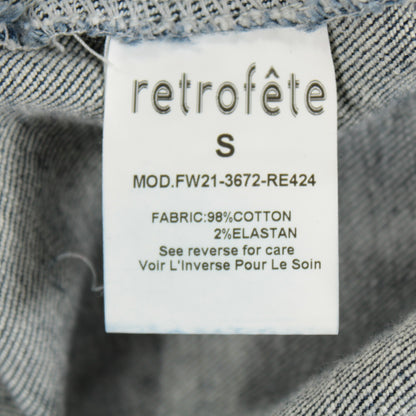 retrofête
S
MOD.FW21-3672-RE424
FABRIC:98%COTTON
2%ELASTAN
See reverse for care
Voir L'Inverse Pour Le Soin